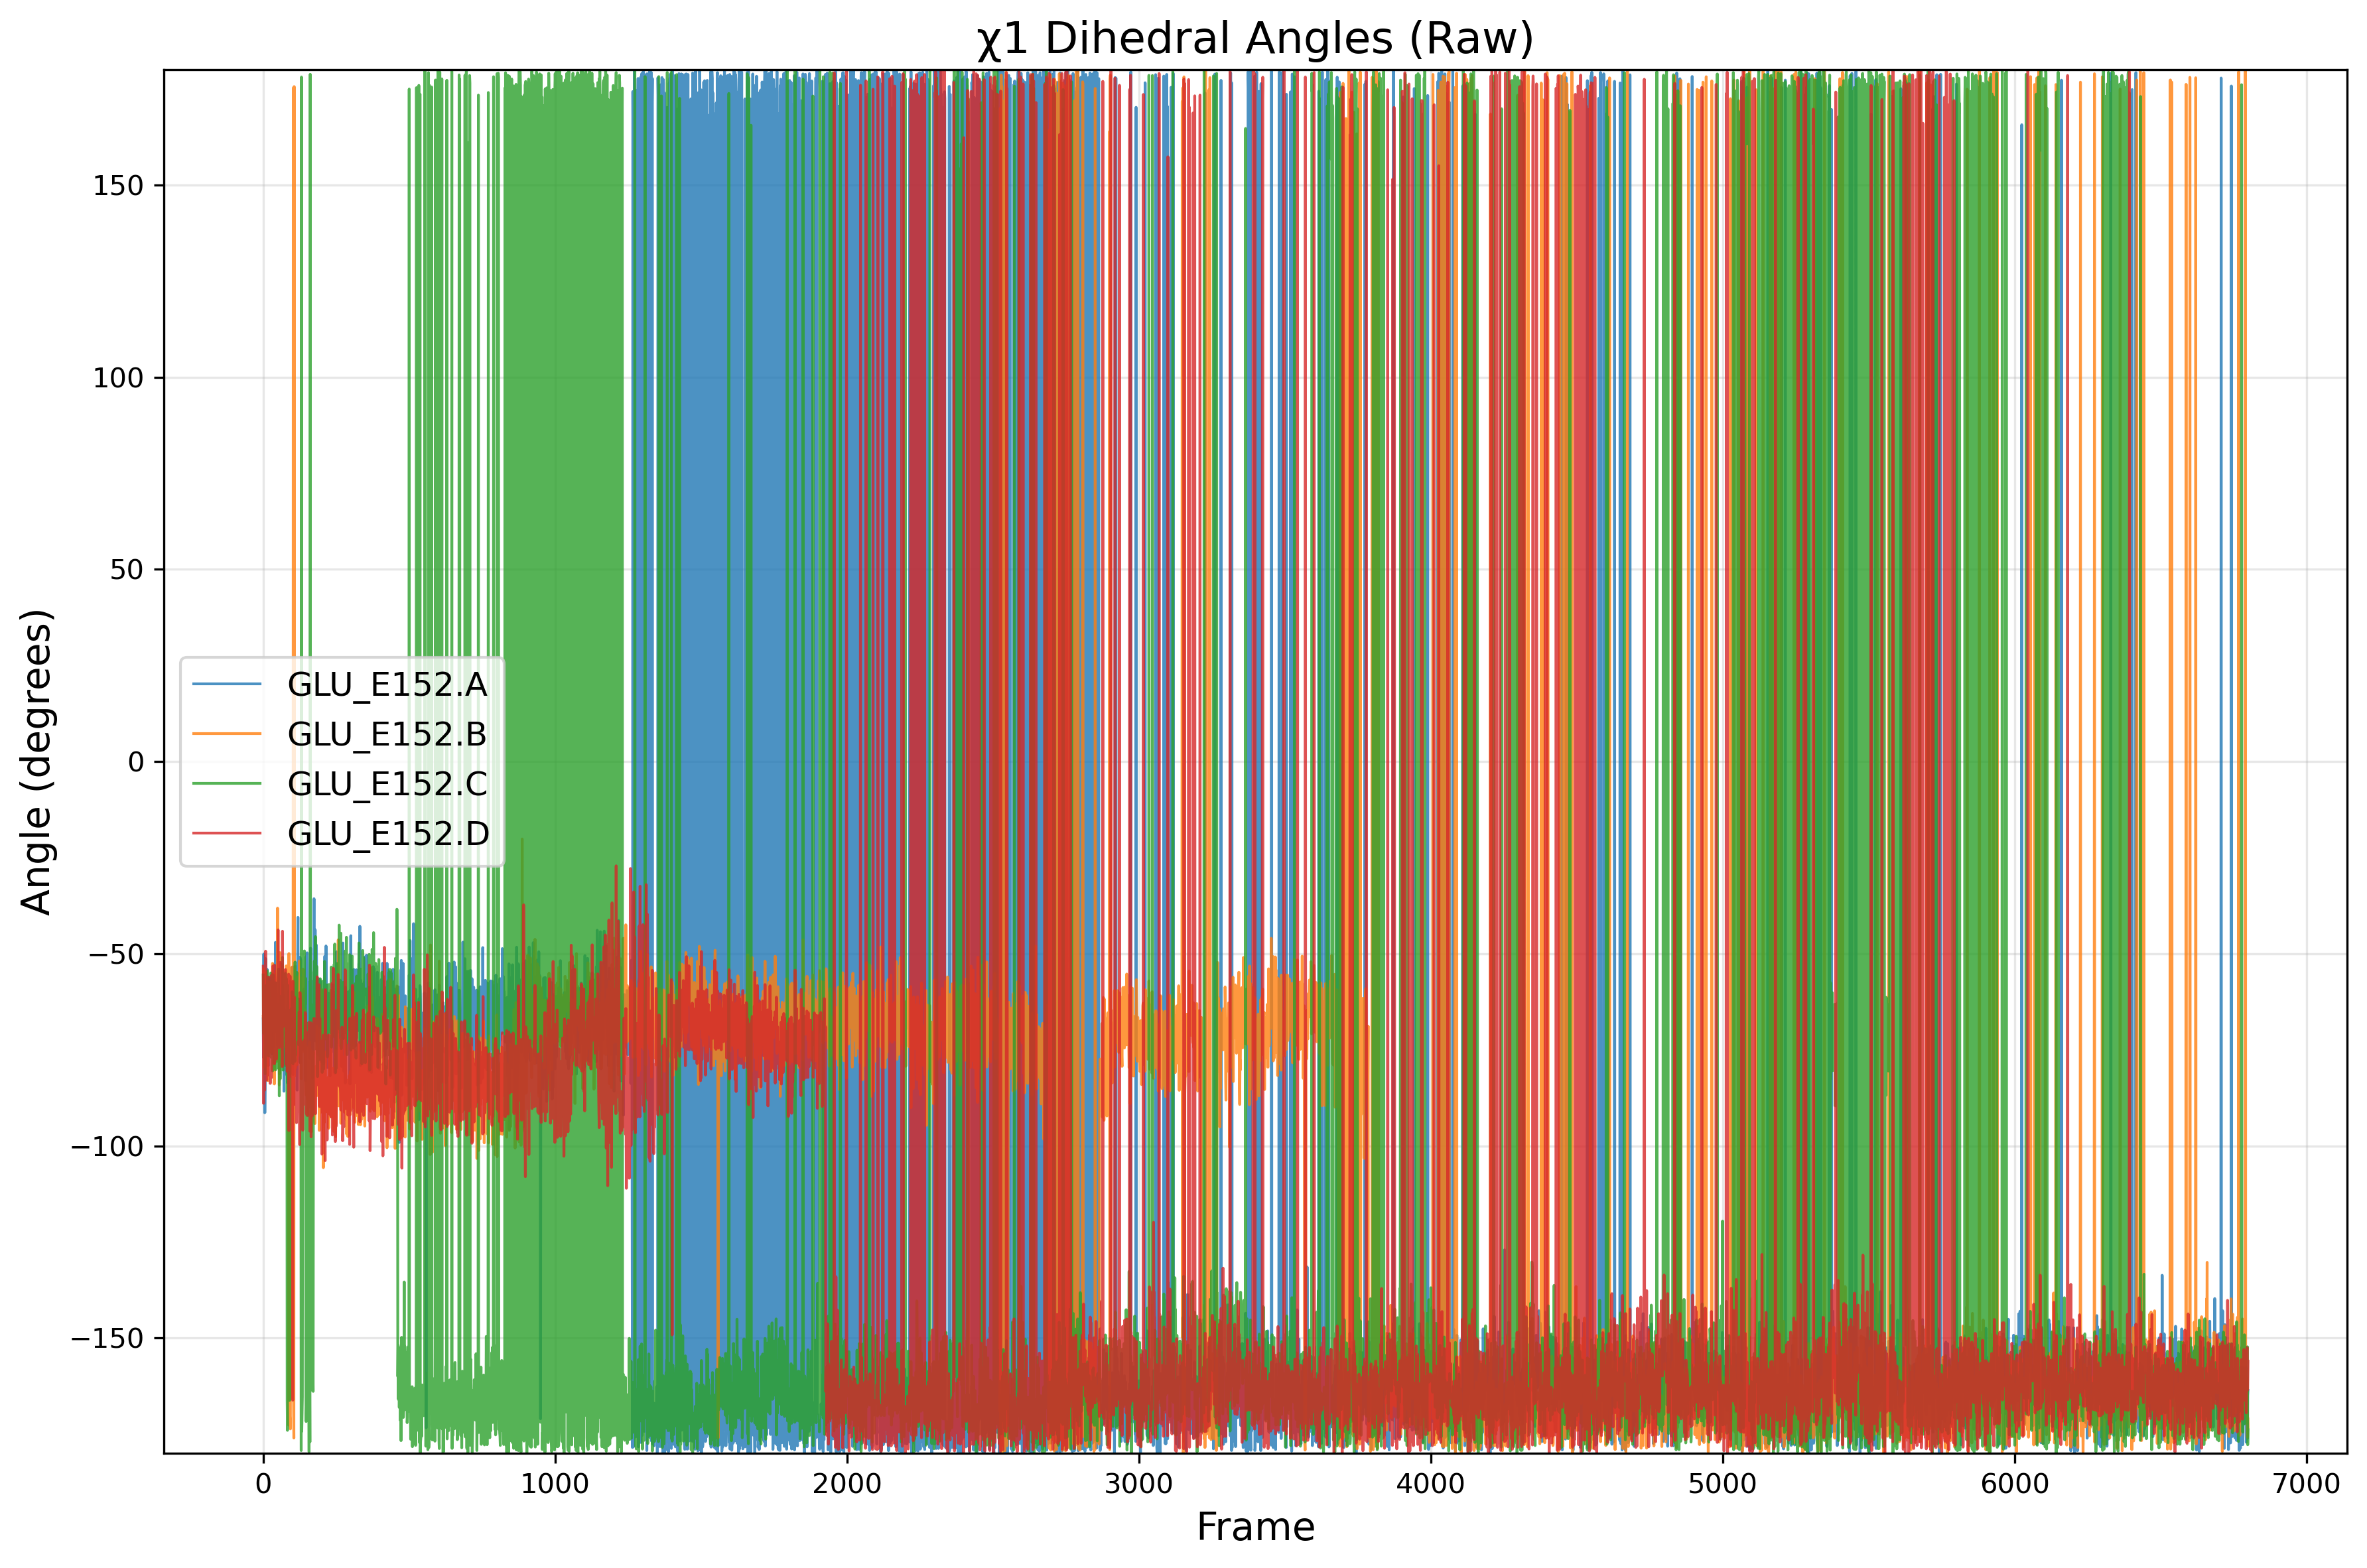 χ1 Dihedral Angles (Raw)
Angle (degrees)
150
100
50
0
−50
−100
−150
GLU_E152.A
GLU_E152.B
GLU_E152.C
GLU_E152.D
0 1000 2000 3000 4000 5000 6000 7000
Frame